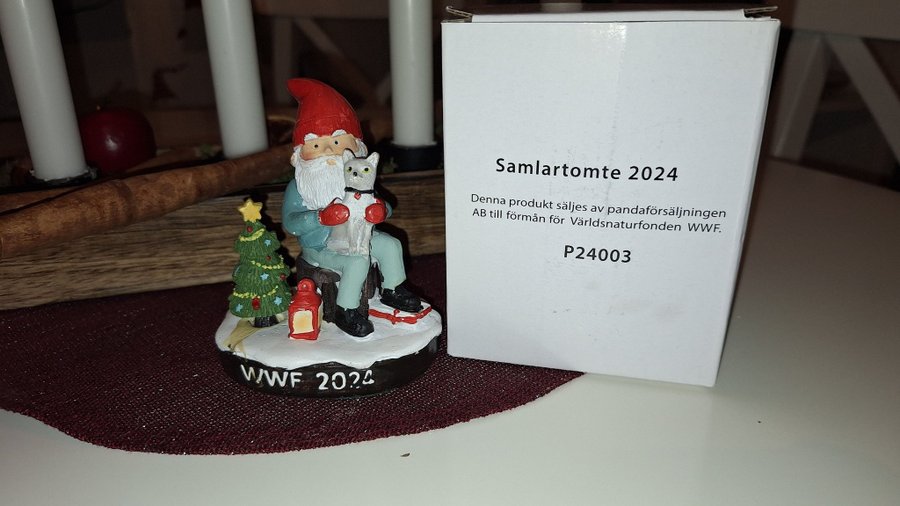 WWF 2024
Samlartomte 2024
Denna produkt säljes av pandaförsäljningen
AB till förmån för Världsnaturfonden WWF.
P24003